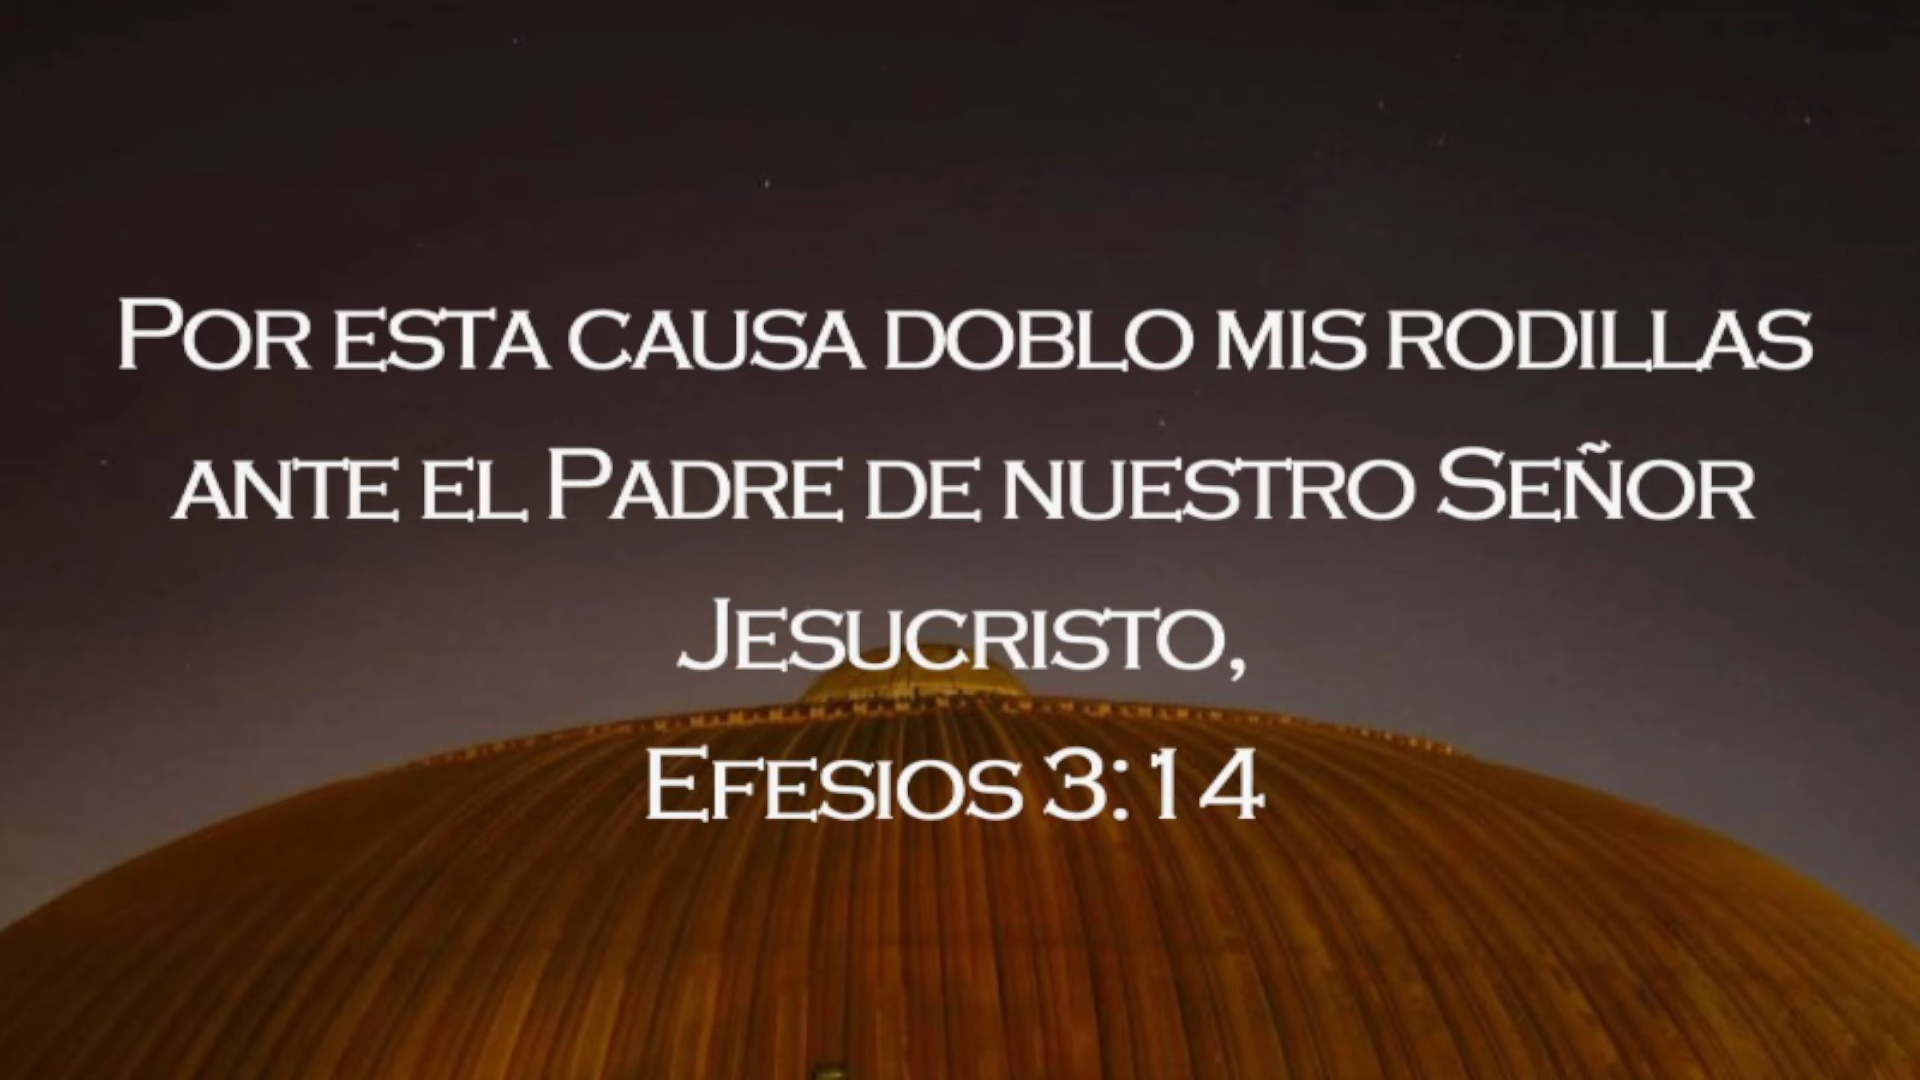 Por esta causa doblo mis rodillas
ante el Padre de nuestro Señor
Jesucristo,
Efesios 3:14